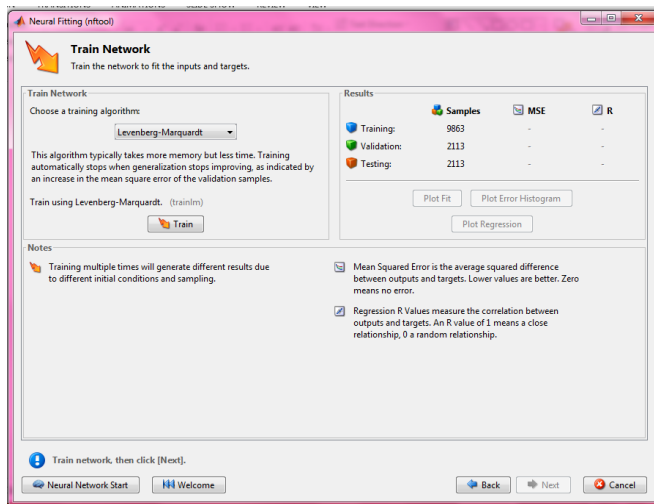 TRANSITIONS ANIMATIONS SLIDE SHOW REVIEW VIEW
Neural Fitting (nftool)
Train Network
Train the network to fit the inputs and targets.
Train Network
Choose a training algorithm:
Levenberg-Marquardt
This algorithm typically takes more memory but less time. Training
automatically stops when generalization stops improving, as indicated by
an increase in the mean square error of the validation samples.
Train using Levenberg-Marquardt. (trainlm)
Train
Results
Samples MSE R
Training: 9863 - -
Validation: 2113 - -
Testing: 2113 - -
Plot Fit Plot Error Histogram
Plot Regression
Notes
Training multiple times will generate different results due
to different initial conditions and sampling.
Mean Squared Error is the average squared difference
between outputs and targets. Lower values are better. Zero
means no error.
Regression R Values measure the correlation between
outputs and targets. An R value of 1 means a close
relationship, 0 a random relationship.
Train network, then click [Next].
Neural Network Start Welcome Back Next Cancel